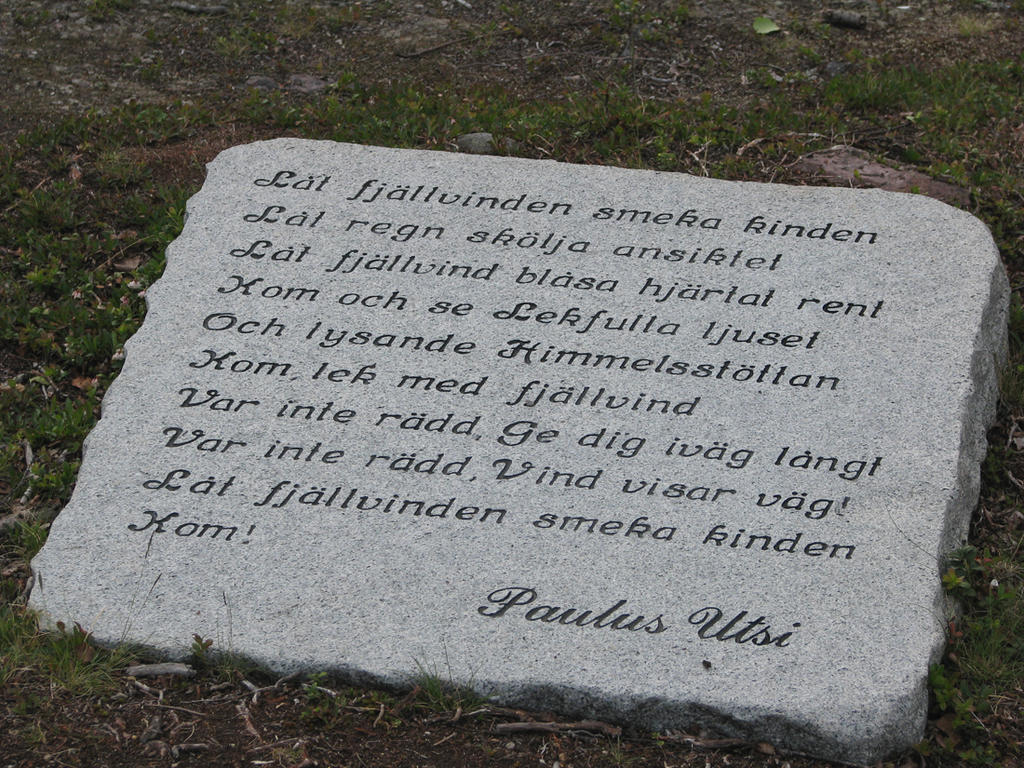 Låt fjällvinden smeka kinden
Låt regn skölja ansiktet
Låt fjällvind blåsa hjärtat rent
Kom och se Lekfulla ljuset
Och lysande Himmelsstöttan
Kom, lek med fjällvind
Var inte rädd, Ge dig iväg långt
Var inte rädd, Vind visar väg!
Låt fjällvinden smeka kinden
Kom!
Paulus Utsi